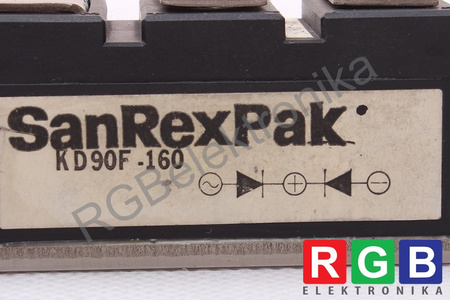 SanRexPak
KD90F-160
RGBelektronika
RGB
ELEKTRONIKA